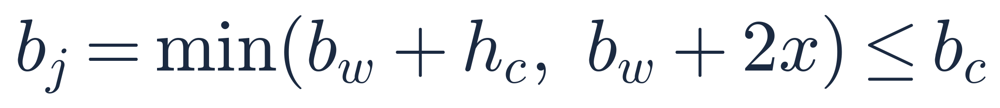 b_j = min(b_w + h_c, b_w + 2x) ≤ b_c